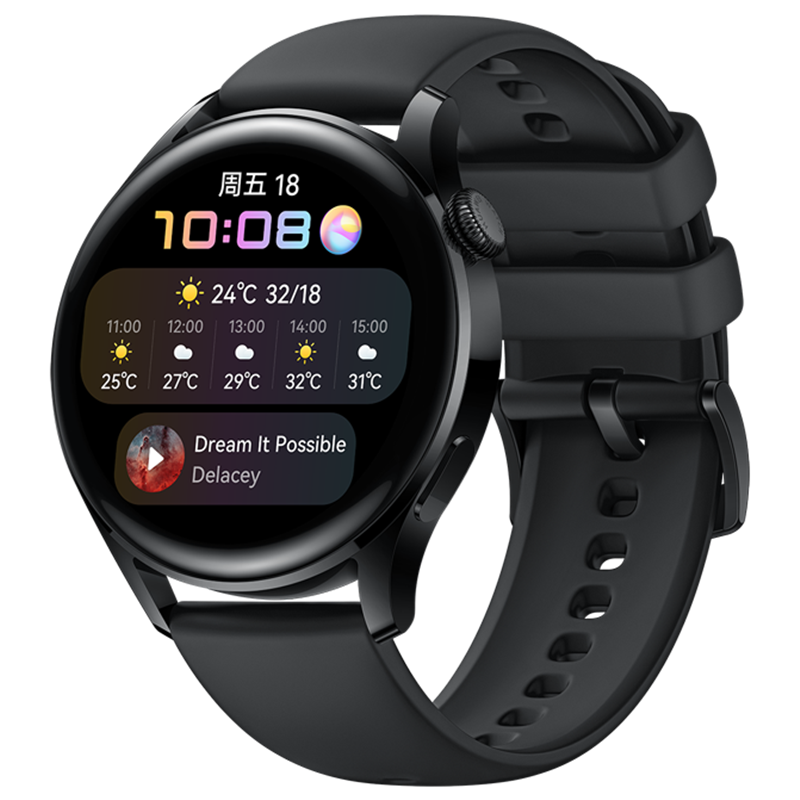 周五 18
10:08
24℃ 32/18
11:00 12:00 13:00 14:00 15:00
25℃ 27℃ 29℃ 32℃ 31℃
Dream It Possible
Delacey